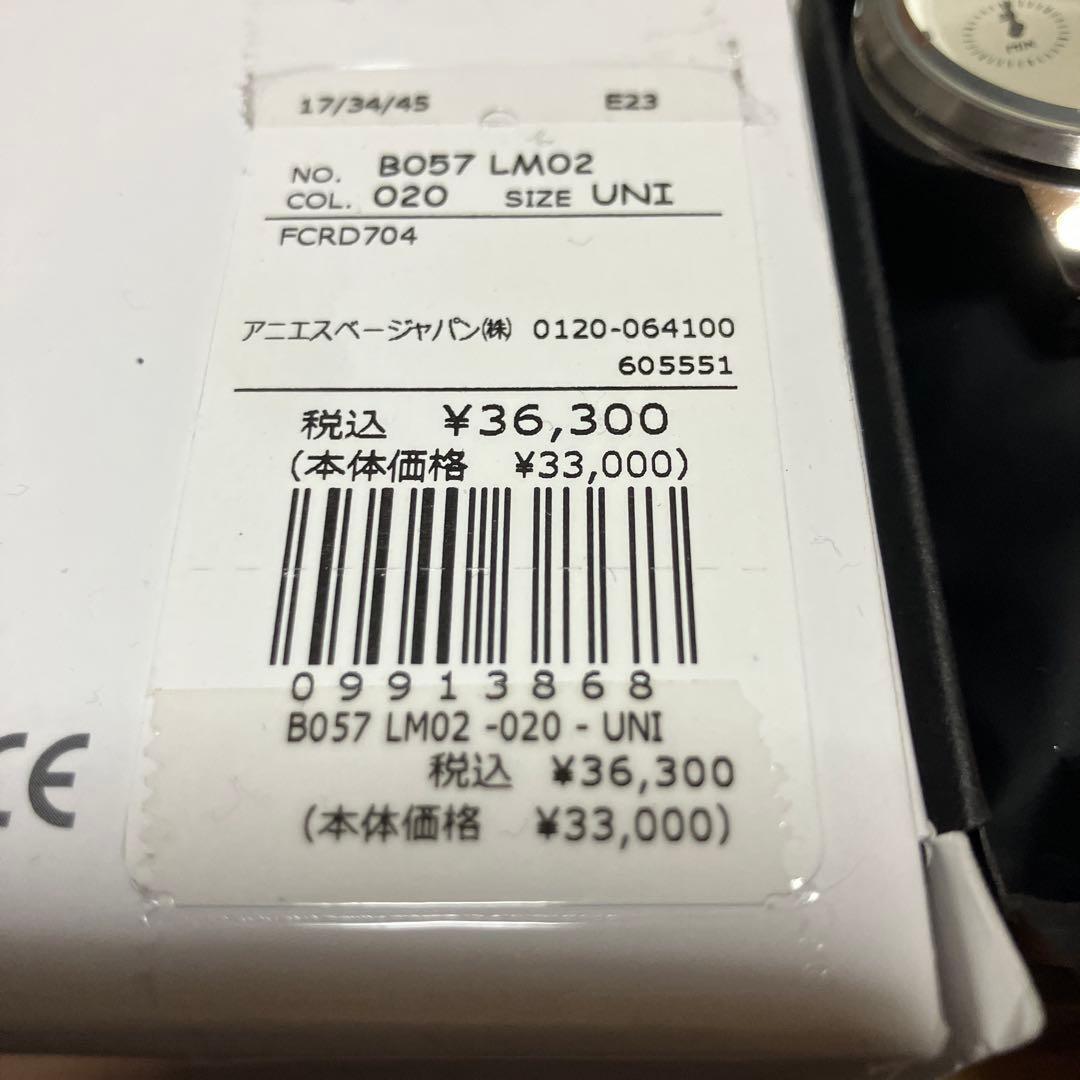 17/34/45 E23
NO. B057 LM02
COL. 020 SIZE UNI
FCRD704
アニエスベージャパン㈱ 0120-064100
605551
税込 ¥36,300
(本体価格 ¥33,000)
09913868
B057 LM02 -020 - UNI
税込 ¥36,300
(本体価格 ¥33,000)
CE